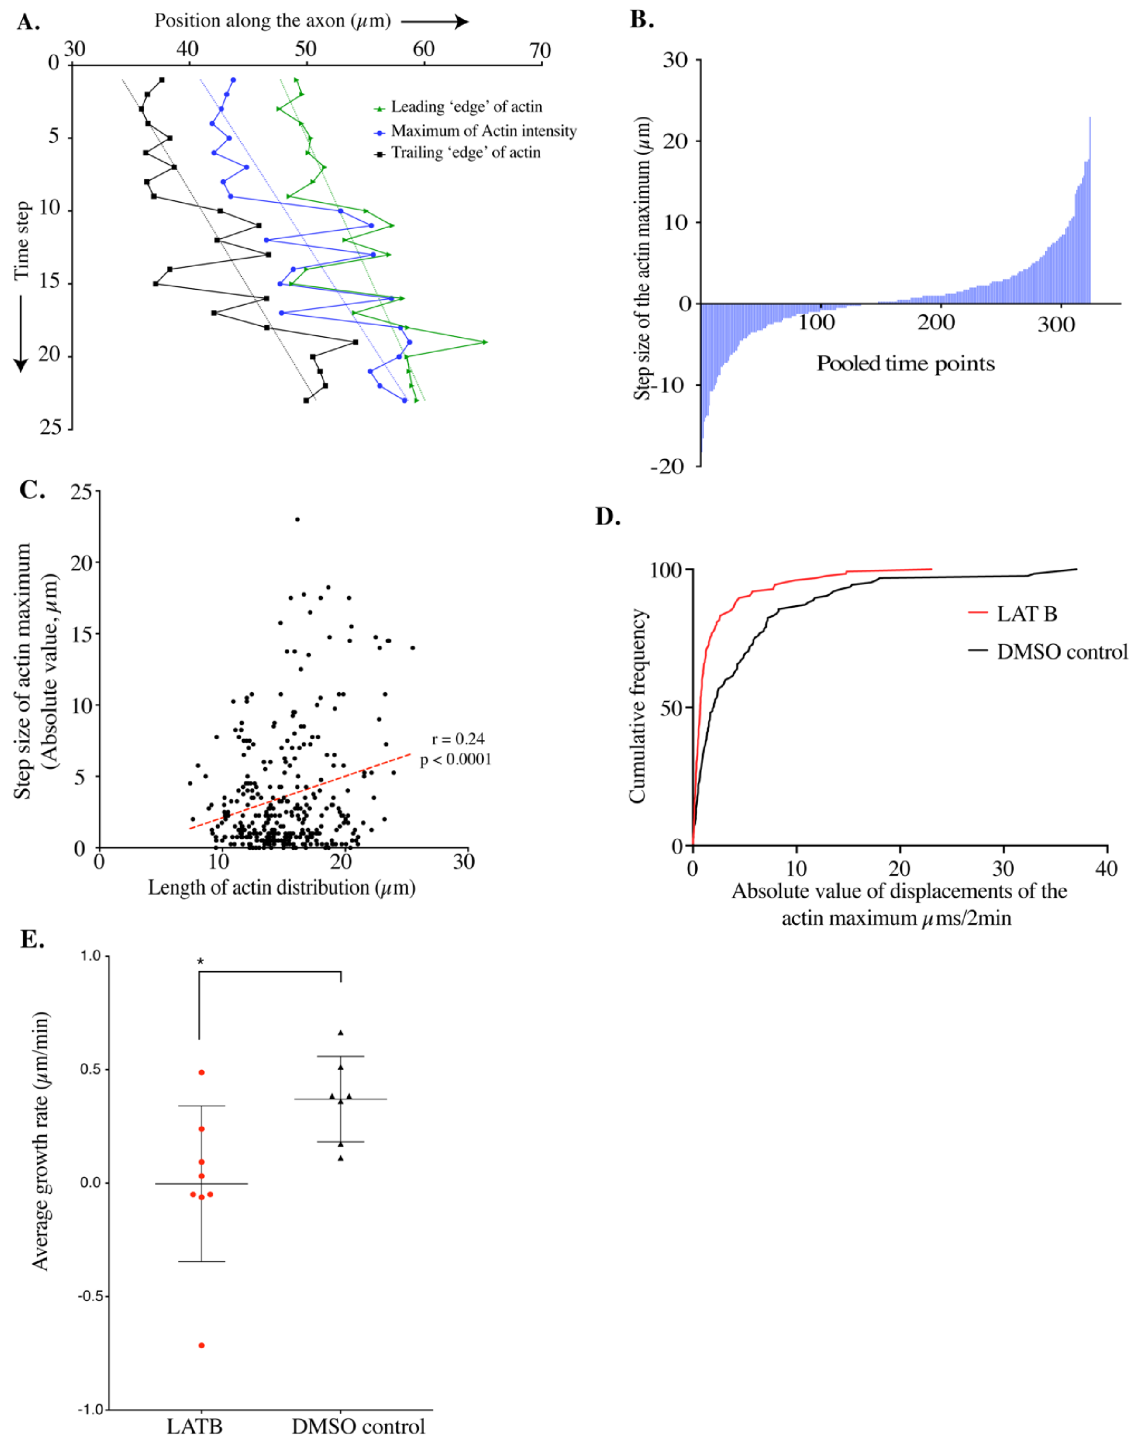 A.
Position along the axon (µm)
30 40 50 60 70
0
5
10
15
20
25
Time step
Leading ‘edge’ of actin
Maximum of Actin intensity
Trailing ‘edge’ of actin
B.
30
20
10
0
-10
-20
Step size of the actin maximum (µm)
100 200 300
Pooled time points
C.
25
20
15
10
5
0
Step size of actin maximum
(Absolute value, µm)
r = 0.24
p < 0.0001
0 10 20 30
Length of actin distribution (µm)
D.
100
50
0
Cumulative frequency
LAT B
DMSO control
0 10 20 30 40
Absolute value of displacements of the
actin maximum µms/2min
E.
1.0
0.5
0.0
-0.5
-1.0
Average growth rate (µm/min)
*
LATB DMSO control